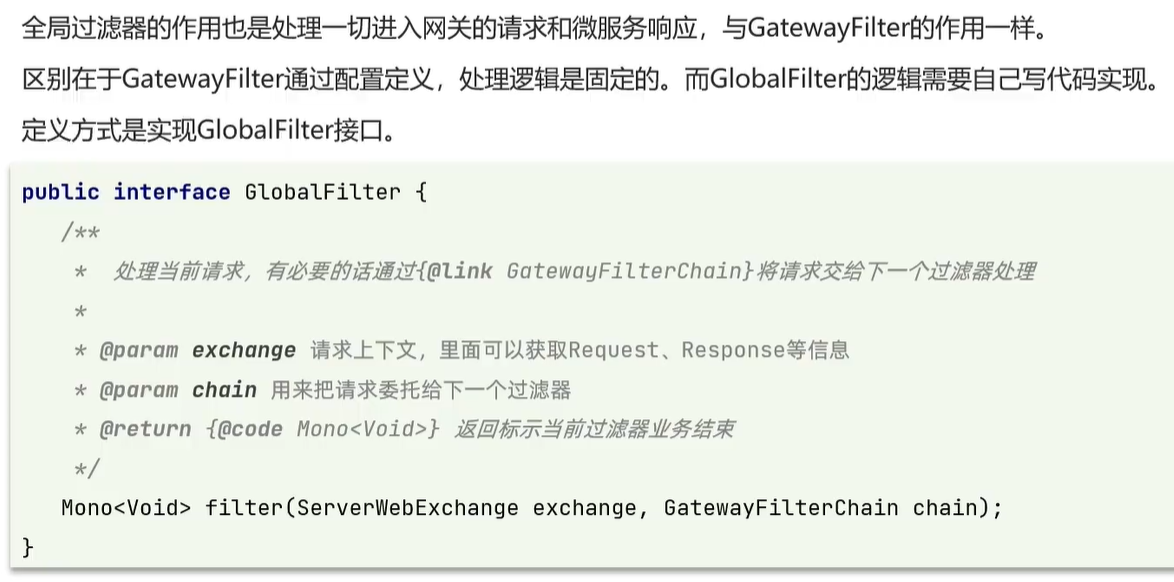 全局过滤器的作用也是处理一切进入网关的请求和微服务响应，与GatewayFilter的作用一样。
区别在于GatewayFilter通过配置定义，处理逻辑是固定的。而GlobalFilter的逻辑需要自己写代码实现。
定义方式是实现GlobalFilter接口。
public interface GlobalFilter {
   /**
    *  处理当前请求，有必要的话通过{@link GatewayFilterChain}将请求交给下一个过滤器处理
    *
    * @param exchange 请求上下文，里面可以获取Request、Response等信息
    * @param chain 用来把请求委托给下一个过滤器
    * @return {@code Mono<Void>} 返回标示当前过滤器业务结束
    */
   Mono<Void> filter(ServerWebExchange exchange, GatewayFilterChain chain);
}